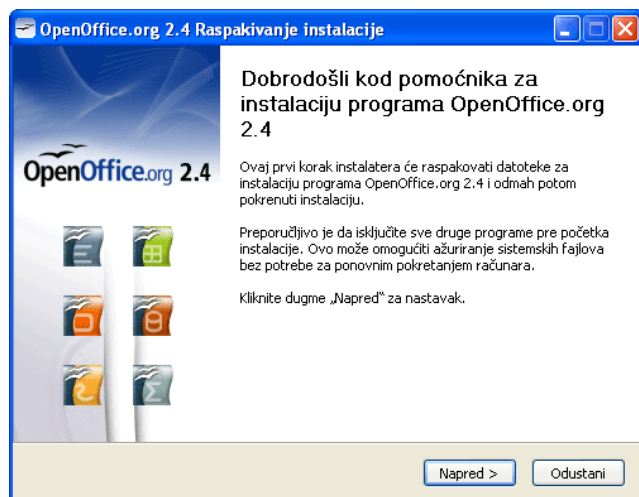 OpenOffice.org 2.4 Raspakivanje instalacije
Dobrodošli kod pomoćnika za
instalaciju programa OpenOffice.org
2.4
OpenOffice.org 2.4
Ovaj prvi korak instalatera će raspakovati datoteke za
instalaciju programa OpenOffice.org 2.4 i odmah potom
pokrenuti instalaciju.
Preporučljivo je da isključite sve druge programe pre početka
instalacije. Ovo može omogućiti ažuriranje sistemskih fajlova
bez potrebe za ponovnim pokretanjem računara.
Kliknite dugme „Napred“ za nastavak.
Napred >
Odustani